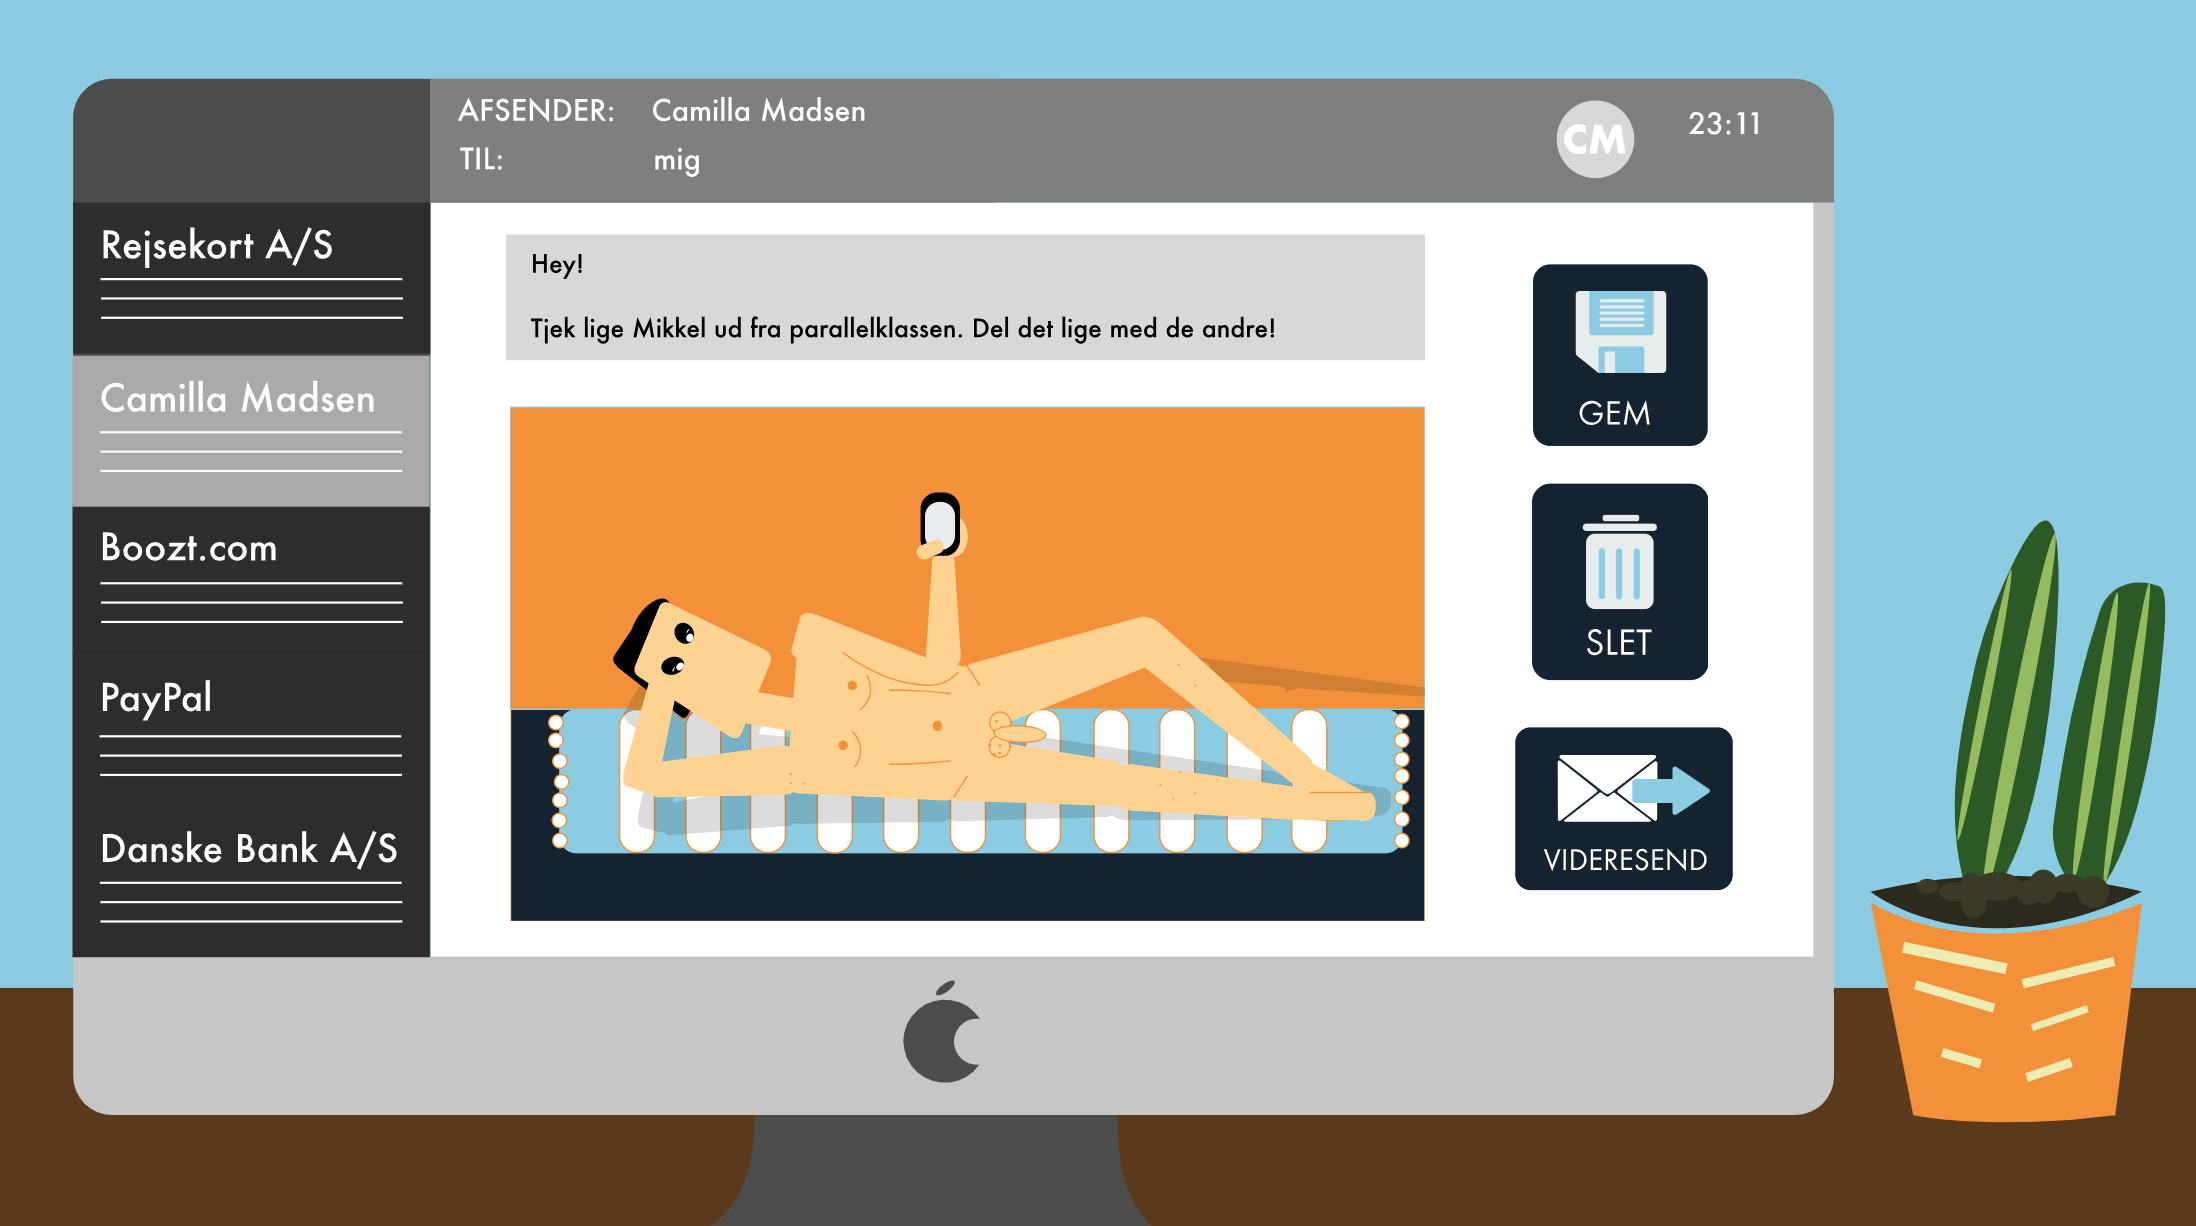 AFSENDER: Camilla Madsen
TIL: mig
CM
23:11
Rejsekort A/S
Camilla Madsen
Boozt.com
PayPal
Danske Bank A/S
Hey!
Tjek lige Mikkel ud fra parallelklassen. Del det lige med de andre!
GEM
SLET
VIDERESEND